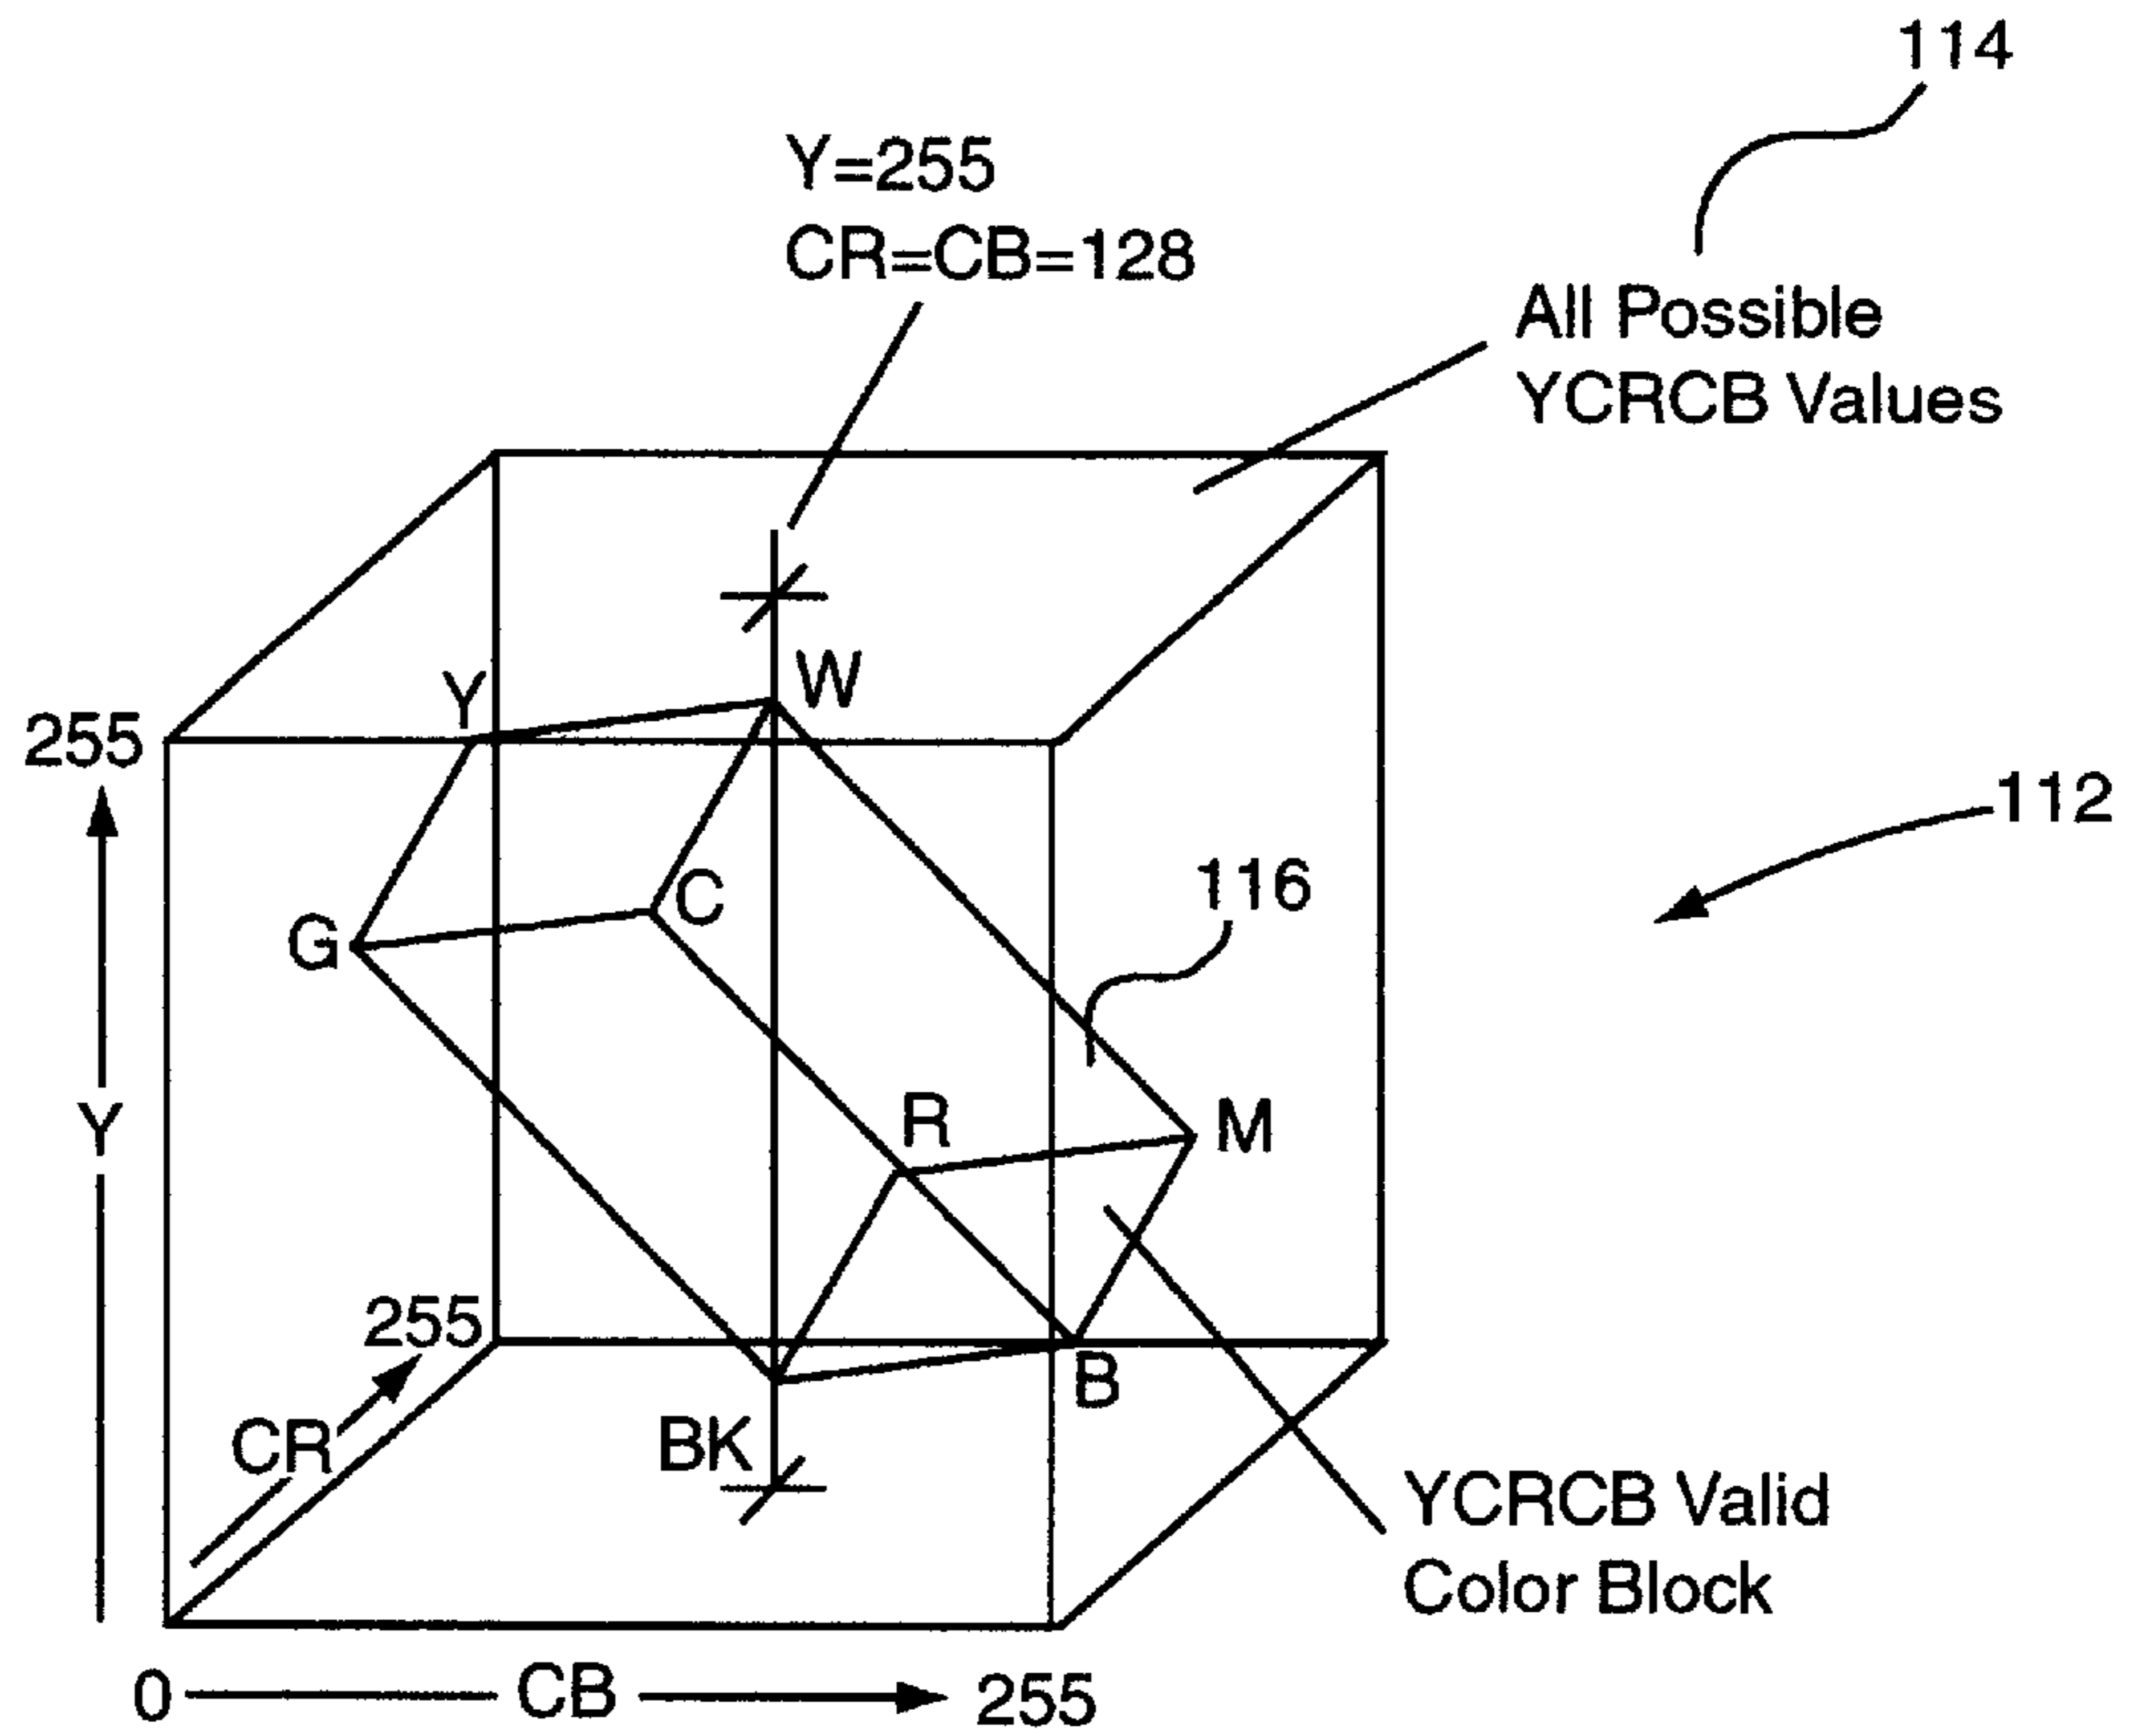 114
Y=255
CR=CB=128
All Possible
YCRCB Values
W
Y
255
112
116
C
G
R
M
Y
255
B
CR
BK
YCRCB Valid
Color Block
0
CB
255